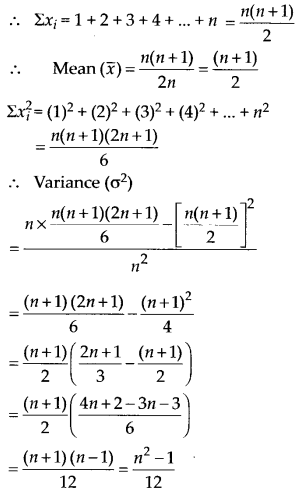 ∴ Σxᵢ = 1 + 2 + 3 + 4 + ... + n = n(n+1)/2
∴ Mean (x̄) = n(n+1)/2n = (n+1)/2
Σxᵢ² = (1)² + (2)² + (3)² + (4)² + ... + n²
= n(n+1)(2n+1)/6
∴ Variance (σ²)
= (n × n(n+1)(2n+1)/6 − [n(n+1)/2]²)/n²
= (n+1)(2n+1)/6 − (n+1)²/4
= (n+1)/2 ((2n+1)/3 − (n+1)/2)
= (n+1)/2 ((4n+2−3n−3)/6)
= (n+1)(n−1)/12 = (n²−1)/12